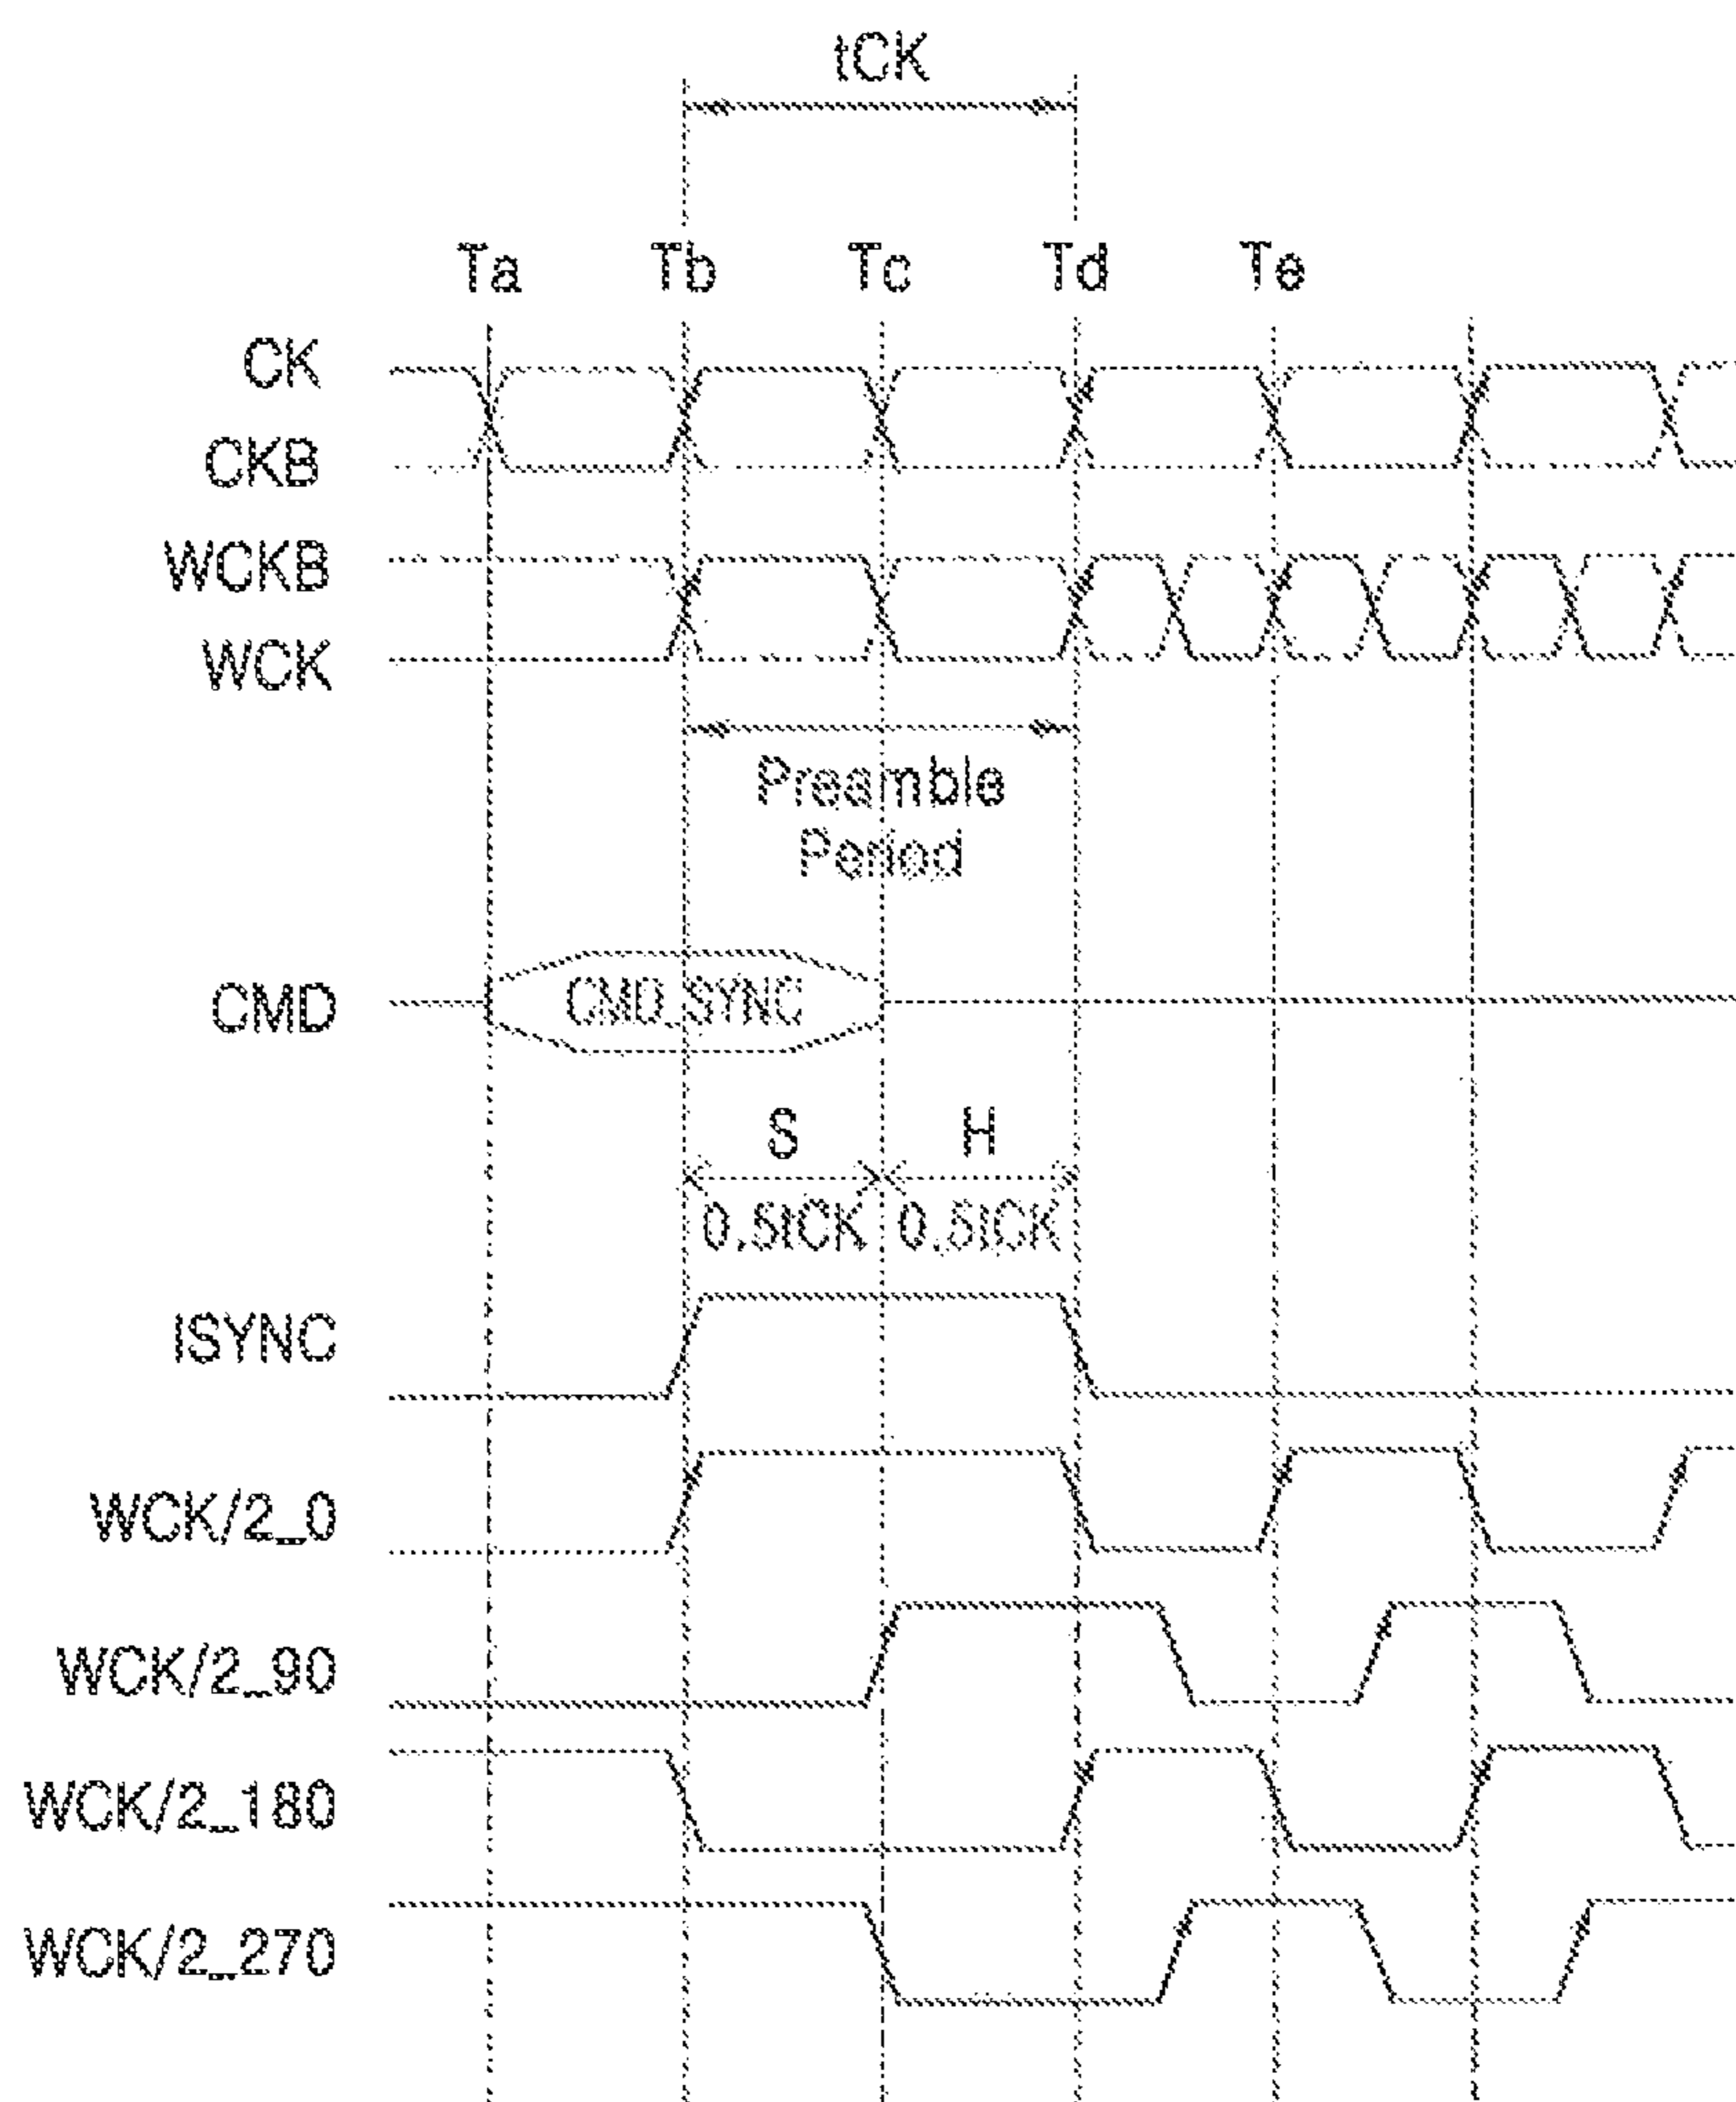 tCK
Ta Tb Tc Td Te
CK
CKB
WCKB
WCK
Preamble
Period
CMD
CMD_SYNC
S H
0.5tCK 0.5tCK
ISYNC
WCK/2_0
WCK/2_90
WCK/2_180
WCK/2_270